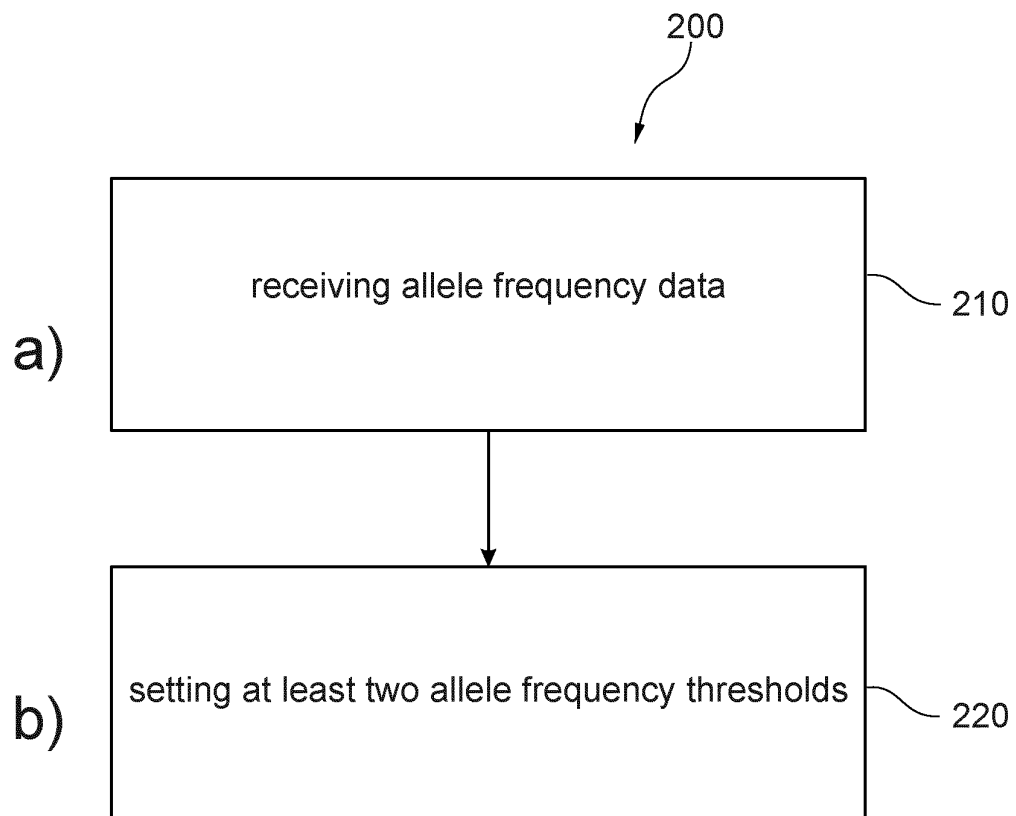 200
receiving allele frequency data
210
a)
setting at least two allele frequency thresholds
220
b)